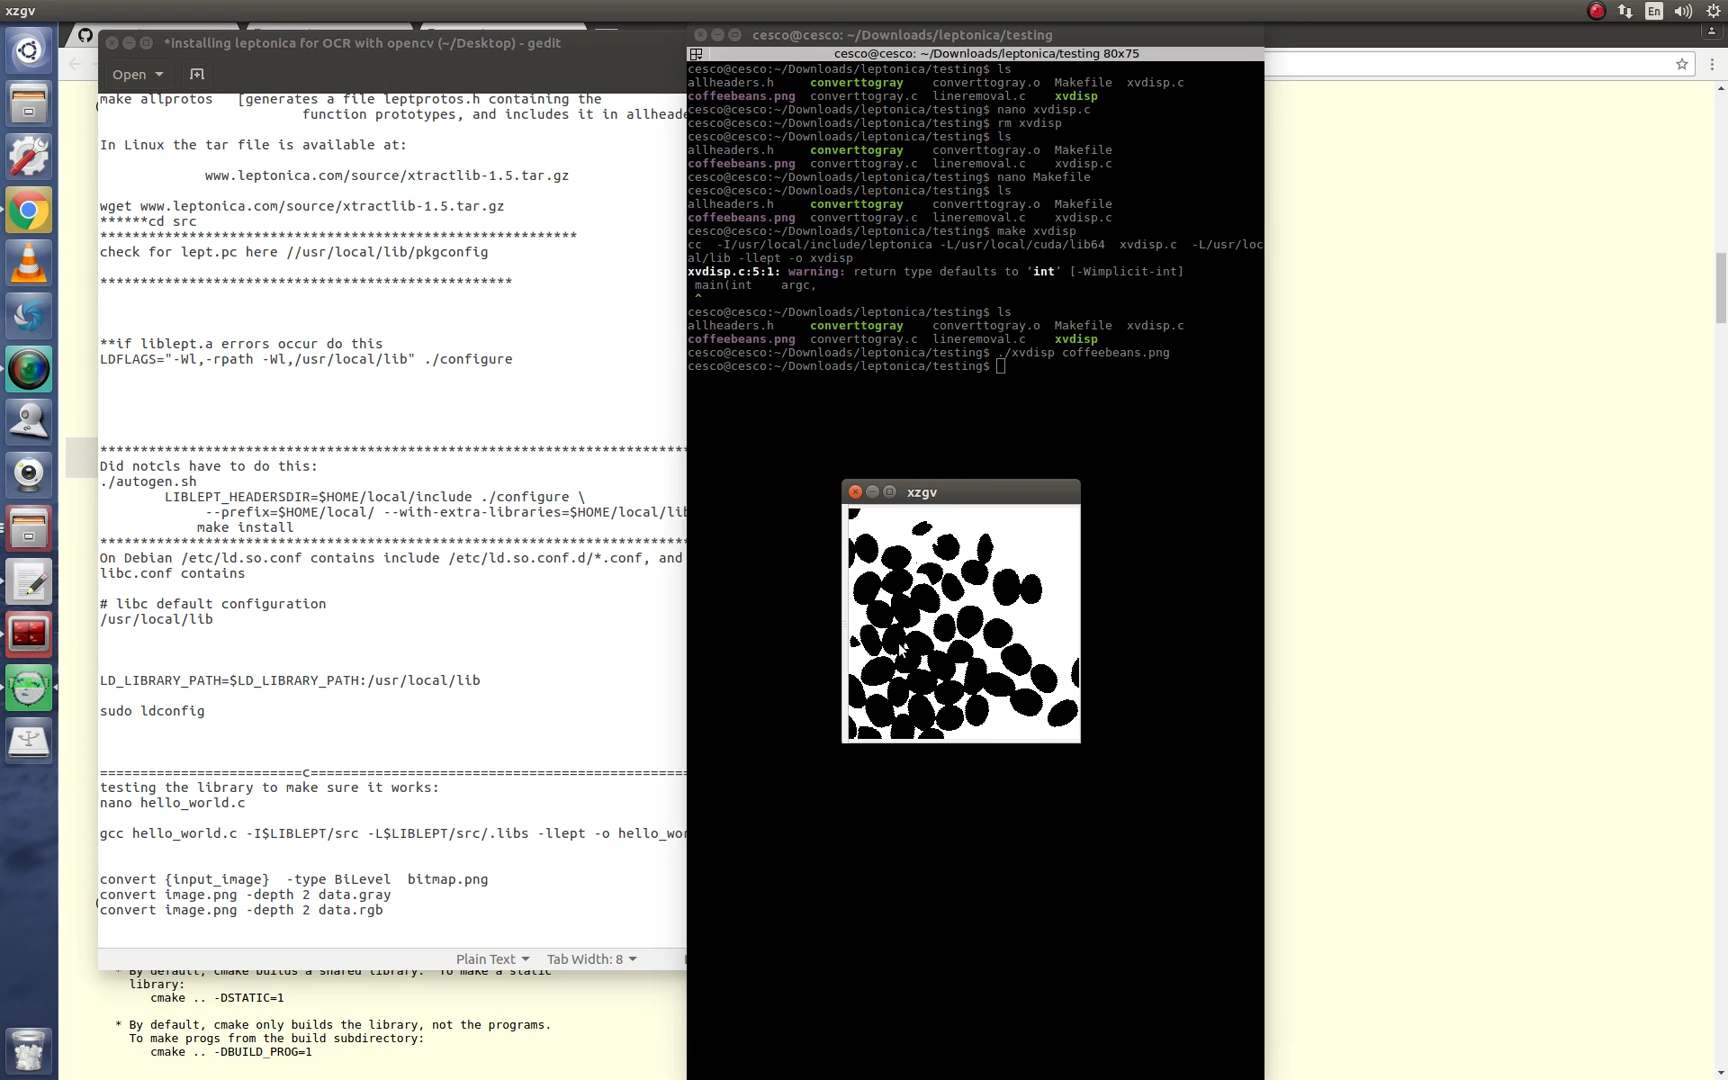 xzgv
En
*installing leptonica for OCR with opencv (~/Desktop) - gedit
Open
make allprotos   [generates a file leptprotos.h containing the
function prototypes, and includes it in allheade
In Linux the tar file is available at:
www.leptonica.com/source/xtractlib-1.5.tar.gz
wget www.leptonica.com/source/xtractlib-1.5.tar.gz
******cd src
***********************************************************
check for lept.pc here //usr/local/lib/pkgconfig
***************************************************
**if liblept.a errors occur do this
LDFLAGS="-Wl,-rpath -Wl,/usr/local/lib" ./configure
*************************************************************************
Did notcls have to do this:
./autogen.sh
LIBLEPT_HEADERSDIR=$HOME/local/include ./configure \
--prefix=$HOME/local/ --with-extra-libraries=$HOME/local/lib
make install
*************************************************************************
On Debian /etc/ld.so.conf contains include /etc/ld.so.conf.d/*.conf, and
libc.conf contains
# libc default configuration
/usr/local/lib
LD_LIBRARY_PATH=$LD_LIBRARY_PATH:/usr/local/lib
sudo ldconfig
=========================C===============================================
testing the library to make sure it works:
nano hello_world.c
gcc hello_world.c -I$LIBLEPT/src -L$LIBLEPT/src/.libs -llept -o hello_wor
convert {input_image}  -type BiLevel  bitmap.png
convert image.png -depth 2 data.gray
convert image.png -depth 2 data.rgb
Plain Text   Tab Width: 8
* By default, cmake builds a shared library.  To make a static
library:
cmake .. -DSTATIC=1
* By default, cmake only builds the library, not the programs.
To make progs from the build subdirectory:
cmake .. -DBUILD_PROG=1
cesco@cesco: ~/Downloads/leptonica/testing
cesco@cesco: ~/Downloads/leptonica/testing 80x75
cesco@cesco:~/Downloads/leptonica/testing$ ls
allheaders.h    converttogray    converttogray.o  Makefile  xvdisp.c
coffeebeans.png  converttogray.c  lineremoval.c    xvdisp
cesco@cesco:~/Downloads/leptonica/testing$ nano xvdisp.c
cesco@cesco:~/Downloads/leptonica/testing$ rm xvdisp
cesco@cesco:~/Downloads/leptonica/testing$ ls
allheaders.h    converttogray    converttogray.o  Makefile
coffeebeans.png  converttogray.c  lineremoval.c    xvdisp.c
cesco@cesco:~/Downloads/leptonica/testing$ nano Makefile
cesco@cesco:~/Downloads/leptonica/testing$ ls
allheaders.h    converttogray    converttogray.o  Makefile
coffeebeans.png  converttogray.c  lineremoval.c    xvdisp.c
cesco@cesco:~/Downloads/leptonica/testing$ make xvdisp
cc  -I/usr/local/include/leptonica -L/usr/local/cuda/lib64  xvdisp.c  -L/usr/loc
al/lib -llept -o xvdisp
xvdisp.c:5:1: warning: return type defaults to ‘int’ [-Wimplicit-int]
main(int    argc,
^
cesco@cesco:~/Downloads/leptonica/testing$ ls
allheaders.h    converttogray    converttogray.o  Makefile  xvdisp.c
coffeebeans.png  converttogray.c  lineremoval.c    xvdisp
cesco@cesco:~/Downloads/leptonica/testing$ ./xvdisp coffeebeans.png
cesco@cesco:~/Downloads/leptonica/testing$
xzgv